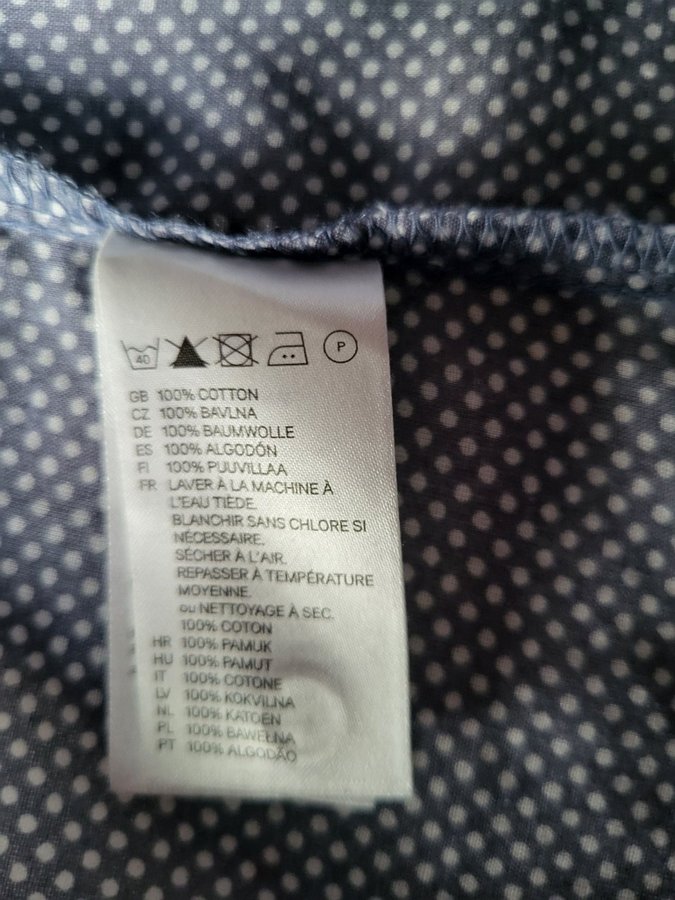 40 P
GB 100% COTTON
CZ 100% BAVLNA
DE 100% BAUMWOLLE
ES 100% ALGODÓN
FI 100% PUUVILLAA
FR LAVER À LA MACHINE À
L'EAU TIÈDE.
BLANCHIR SANS CHLORE SI
NÉCESSAIRE.
SÉCHER À L'AIR.
REPASSER À TEMPÉRATURE
MOYENNE.
ou NETTOYAGE À SEC.
100% COTON
HR 100% PAMUK
HU 100% PAMUT
IT 100% COTONE
LV 100% KOKVILNA
NL 100% KATOEN
PL 100% BAWEŁNA
PT 100% ALGODÃO